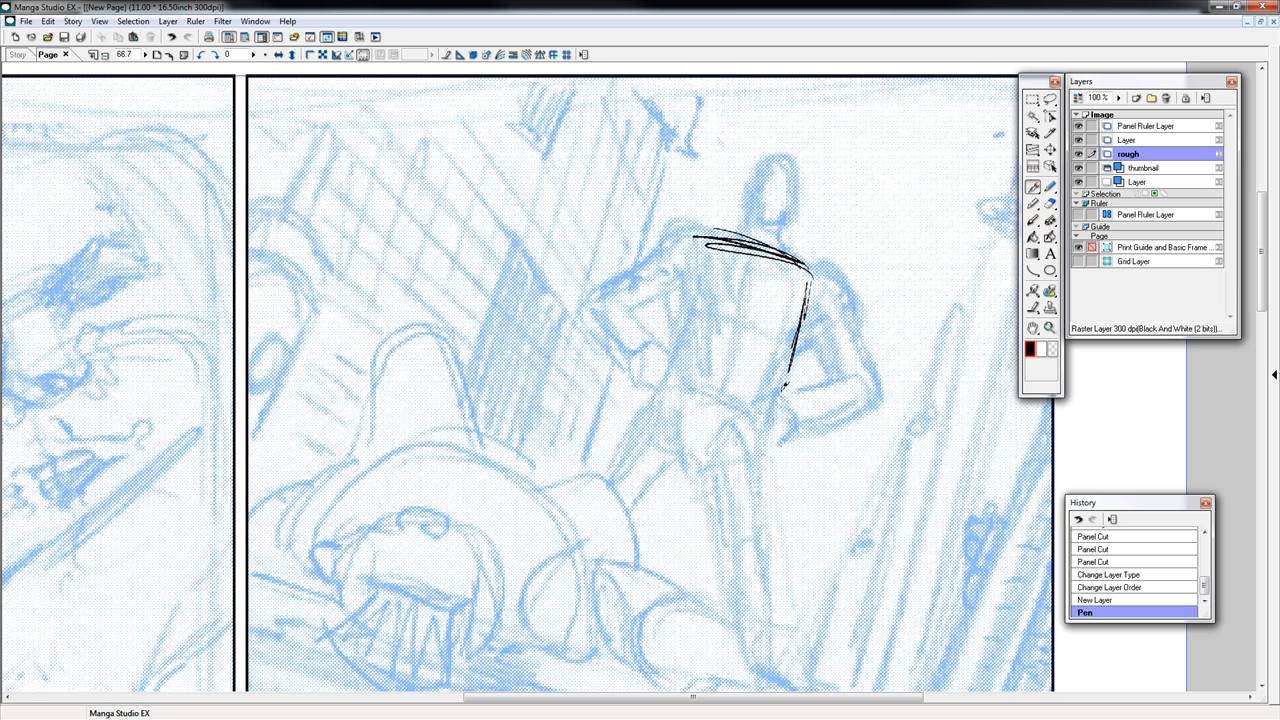 Manga Studio EX - [[New Page] (11.00 * 16.50inch 300dpi)]
File Edit Story View Selection Layer Ruler Filter Window Help
Story Page 66.7 0
Layers
100 %
Image
Panel Ruler Layer
Layer
rough
thumbnail
Layer
Selection
Ruler
Panel Ruler Layer
Guide
Page
Print Guide and Basic Frame ...
Grid Layer
Raster Layer 300 dpi(Black And White (2 bits))...
History
Panel Cut
Panel Cut
Panel Cut
Change Layer Type
Change Layer Order
New Layer
Pen
Manga Studio EX